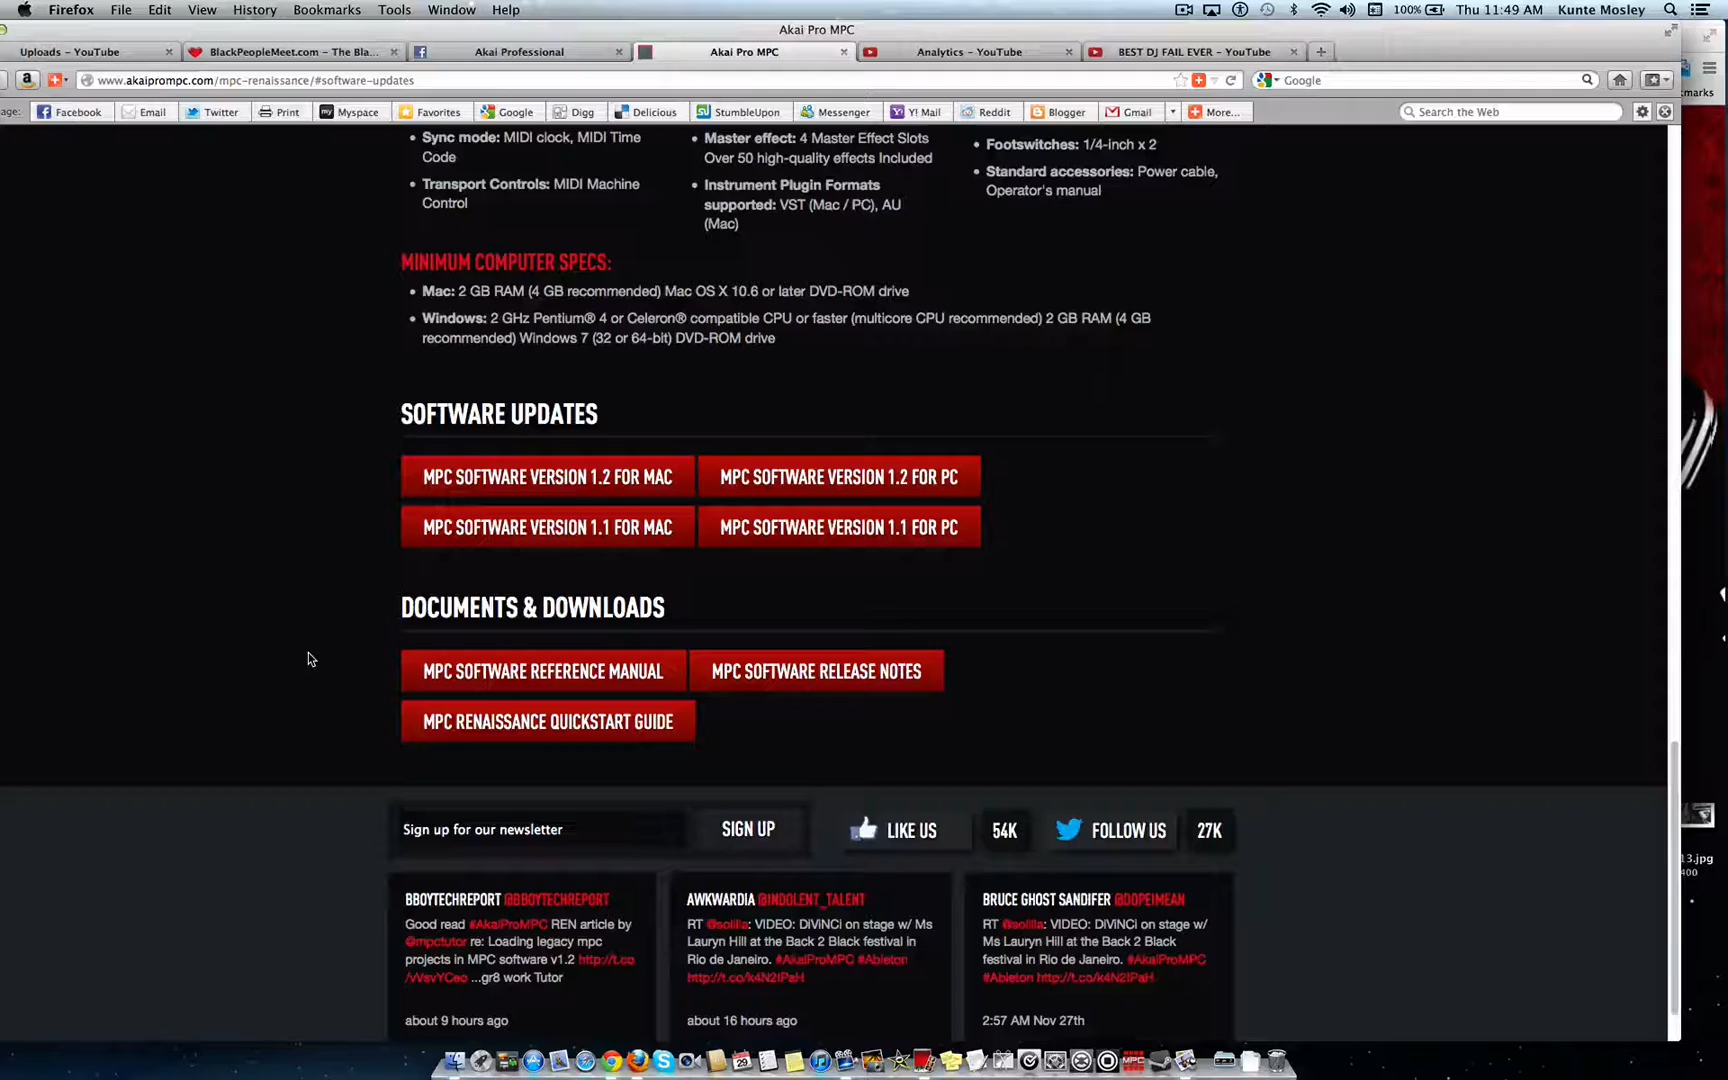 Firefox File Edit View History Bookmarks Tools Window Help 100% Thu 11:49 AM Kunte Mosley
Akai Pro MPC
Uploads - YouTube BlackPeopleMeet.com - The Bla... Akai Professional Akai Pro MPC Analytics - YouTube BEST DJ FAIL EVER - YouTube
www.akaiprompc.com/mpc-renaissance/#software-updates Google
age: Facebook Email Twitter Print Myspace Favorites Google Digg Delicious StumbleUpon Messenger Y! Mail Reddit Blogger Gmail More... Search the Web
• Sync mode: MIDI clock, MIDI Time
Code
• Transport Controls: MIDI Machine
Control
• Master effect: 4 Master Effect Slots
Over 50 high-quality effects Included
• Instrument Plugin Formats
supported: VST (Mac / PC), AU
(Mac)
• Footswitches: 1/4-inch x 2
• Standard accessories: Power cable,
Operator's manual
MINIMUM COMPUTER SPECS:
• Mac: 2 GB RAM (4 GB recommended) Mac OS X 10.6 or later DVD-ROM drive
• Windows: 2 GHz Pentium® 4 or Celeron® compatible CPU or faster (multicore CPU recommended) 2 GB RAM (4 GB
recommended) Windows 7 (32 or 64-bit) DVD-ROM drive
SOFTWARE UPDATES
MPC SOFTWARE VERSION 1.2 FOR MAC MPC SOFTWARE VERSION 1.2 FOR PC
MPC SOFTWARE VERSION 1.1 FOR MAC MPC SOFTWARE VERSION 1.1 FOR PC
DOCUMENTS & DOWNLOADS
MPC SOFTWARE REFERENCE MANUAL MPC SOFTWARE RELEASE NOTES
MPC RENAISSANCE QUICKSTART GUIDE
Sign up for our newsletter SIGN UP LIKE US 54K FOLLOW US 27K
BBOYTECHREPORT @BBOYTECHREPORT
Good read #AkaiProMPC REN article by
@mpctutor re: Loading legacy mpc
projects in MPC software v1.2 http://t.co
/vVsvYCeo ...gr8 work Tutor
about 9 hours ago
AWKWARDIA @INDOLENT_TALENT
RT @solilla: VIDEO: DIVINCi on stage w/ Ms
Lauryn Hill at the Back 2 Black festival in
Rio de Janeiro. #AkaiProMPC #Ableton
http://t.co/k4N2IPaH
about 16 hours ago
BRUCE GHOST SANDIFER @DOPEIMEAN
RT @solilla: VIDEO: DIVINCi on stage w/
Ms Lauryn Hill at the Back 2 Black
festival in Rio de Janeiro. #AkaiProMPC
#Ableton http://t.co/k4N2IPaH
2:57 AM Nov 27th
marks
13.jpg
400